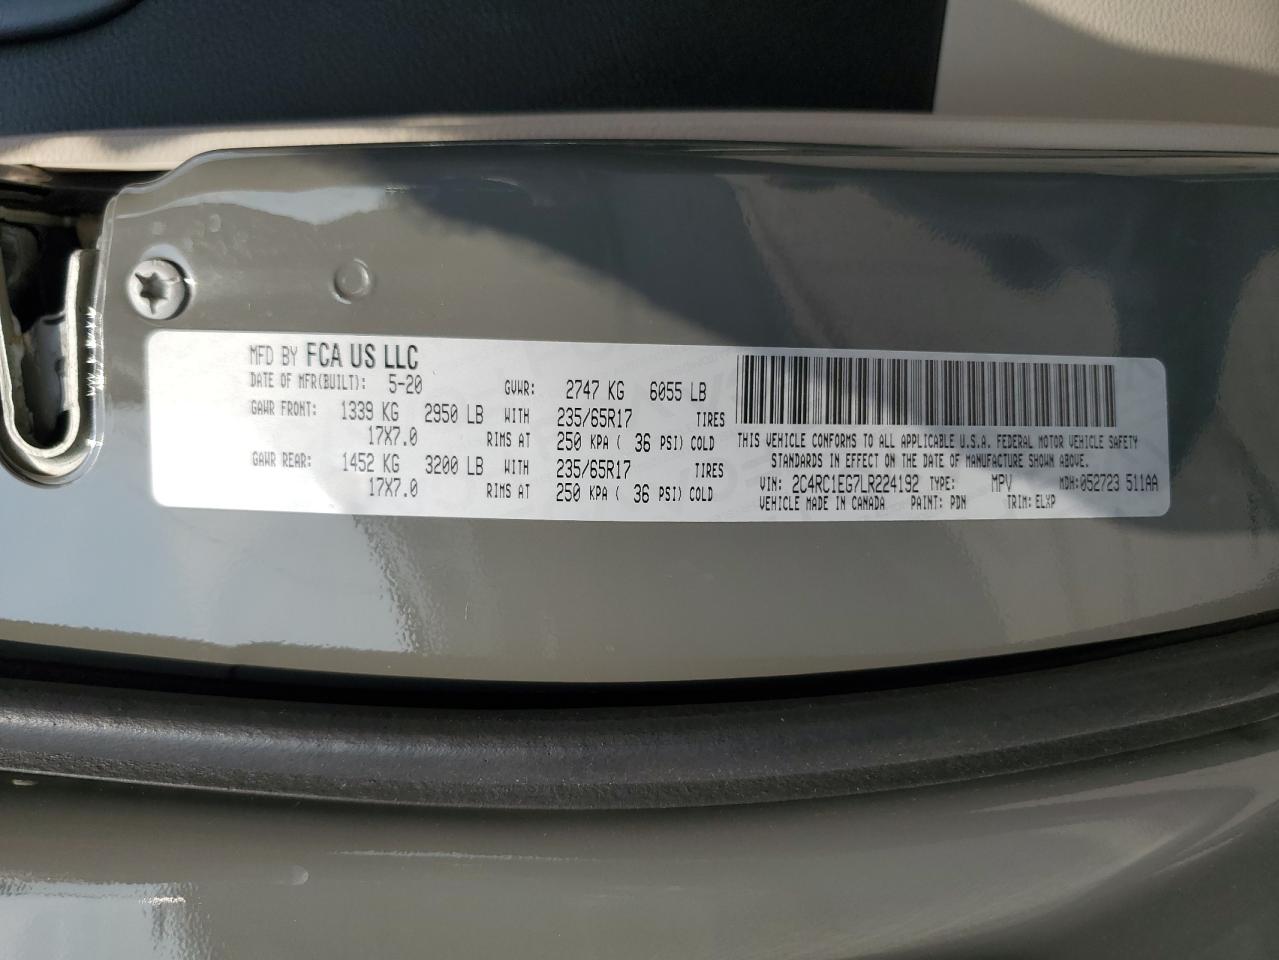 MFD BY FCA US LLC
DATE OF MFR(BUILT): 5-20 GVWR: 2747 KG 6055 LB
GAWR FRONT: 1339 KG 2950 LB WITH 235/65R17 TIRES
17X7.0 RIMS AT 250 KPA ( 36 PSI) COLD
GAWR REAR: 1452 KG 3200 LB WITH 235/65R17 TIRES
17X7.0 RIMS AT 250 KPA ( 36 PSI) COLD
THIS VEHICLE CONFORMS TO ALL APPLICABLE U.S.A. FEDERAL MOTOR VEHICLE SAFETY
STANDARDS IN EFFECT ON THE DATE OF MANUFACTURE SHOWN ABOVE.
VIN: 2C4RC1EG7LR224192 TYPE: MPV MDH:052723 511AA
VEHICLE MADE IN CANADA PAINT: PDN TRIM: ELXP